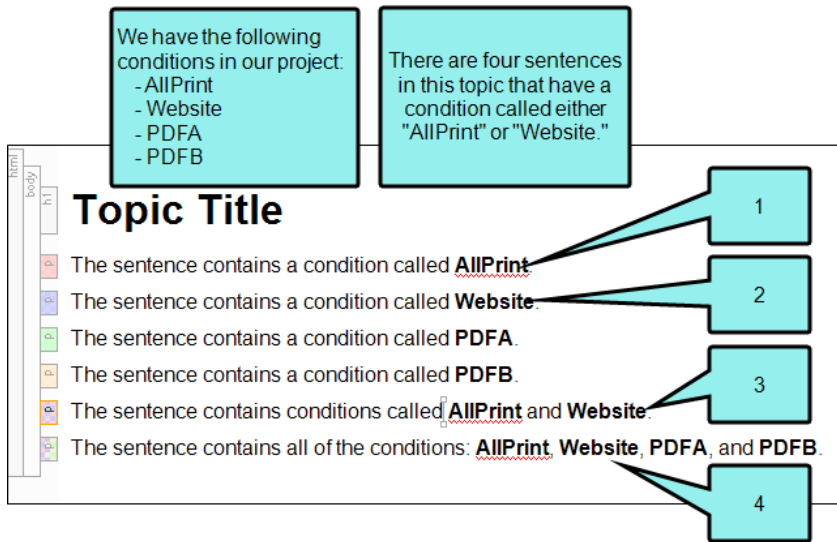 We have the following
conditions in our project:
- AllPrint
- Website
- PDFA
- PDFB
There are four sentences
in this topic that have a
condition called either
"AllPrint" or "Website."
html
body
h1
Topic Title
1
p
The sentence contains a condition called AllPrint.
2
p
The sentence contains a condition called Website.
p
The sentence contains a condition called PDFA.
p
The sentence contains a condition called PDFB.
3
p
The sentence contains conditions called AllPrint and Website.
p
The sentence contains all of the conditions: AllPrint, Website, PDFA, and PDFB.
4